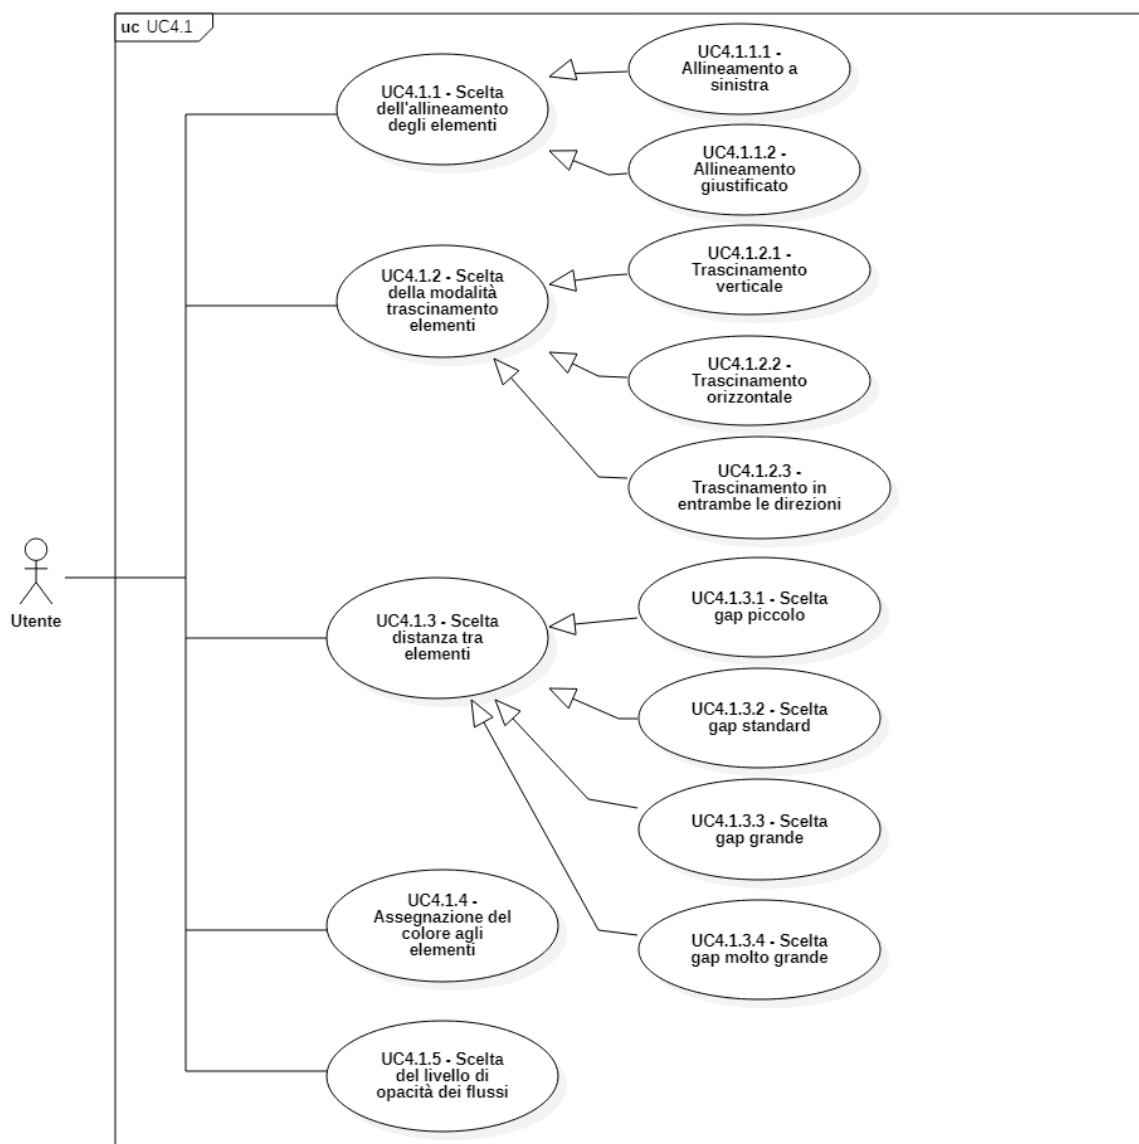 uc UC4.1
UC4.1.1 - Scelta
dell'allineamento
degli elementi
UC4.1.1.1 -
Allineamento a
sinistra
UC4.1.1.2 -
Allineamento
giustificato
UC4.1.2 - Scelta
della modalità
trascinamento
elementi
UC4.1.2.1 -
Trascinamento
verticale
UC4.1.2.2 -
Trascinamento
orizzontale
UC4.1.2.3 -
Trascinamento in
entrambe le direzioni
Utente
UC4.1.3 - Scelta
distanza tra
elementi
UC4.1.3.1 - Scelta
gap piccolo
UC4.1.3.2 - Scelta
gap standard
UC4.1.3.3 - Scelta
gap grande
UC4.1.3.4 - Scelta
gap molto grande
UC4.1.4 -
Assegnazione del
colore agli
elementi
UC4.1.5 - Scelta
del livello di
opacità dei flussi